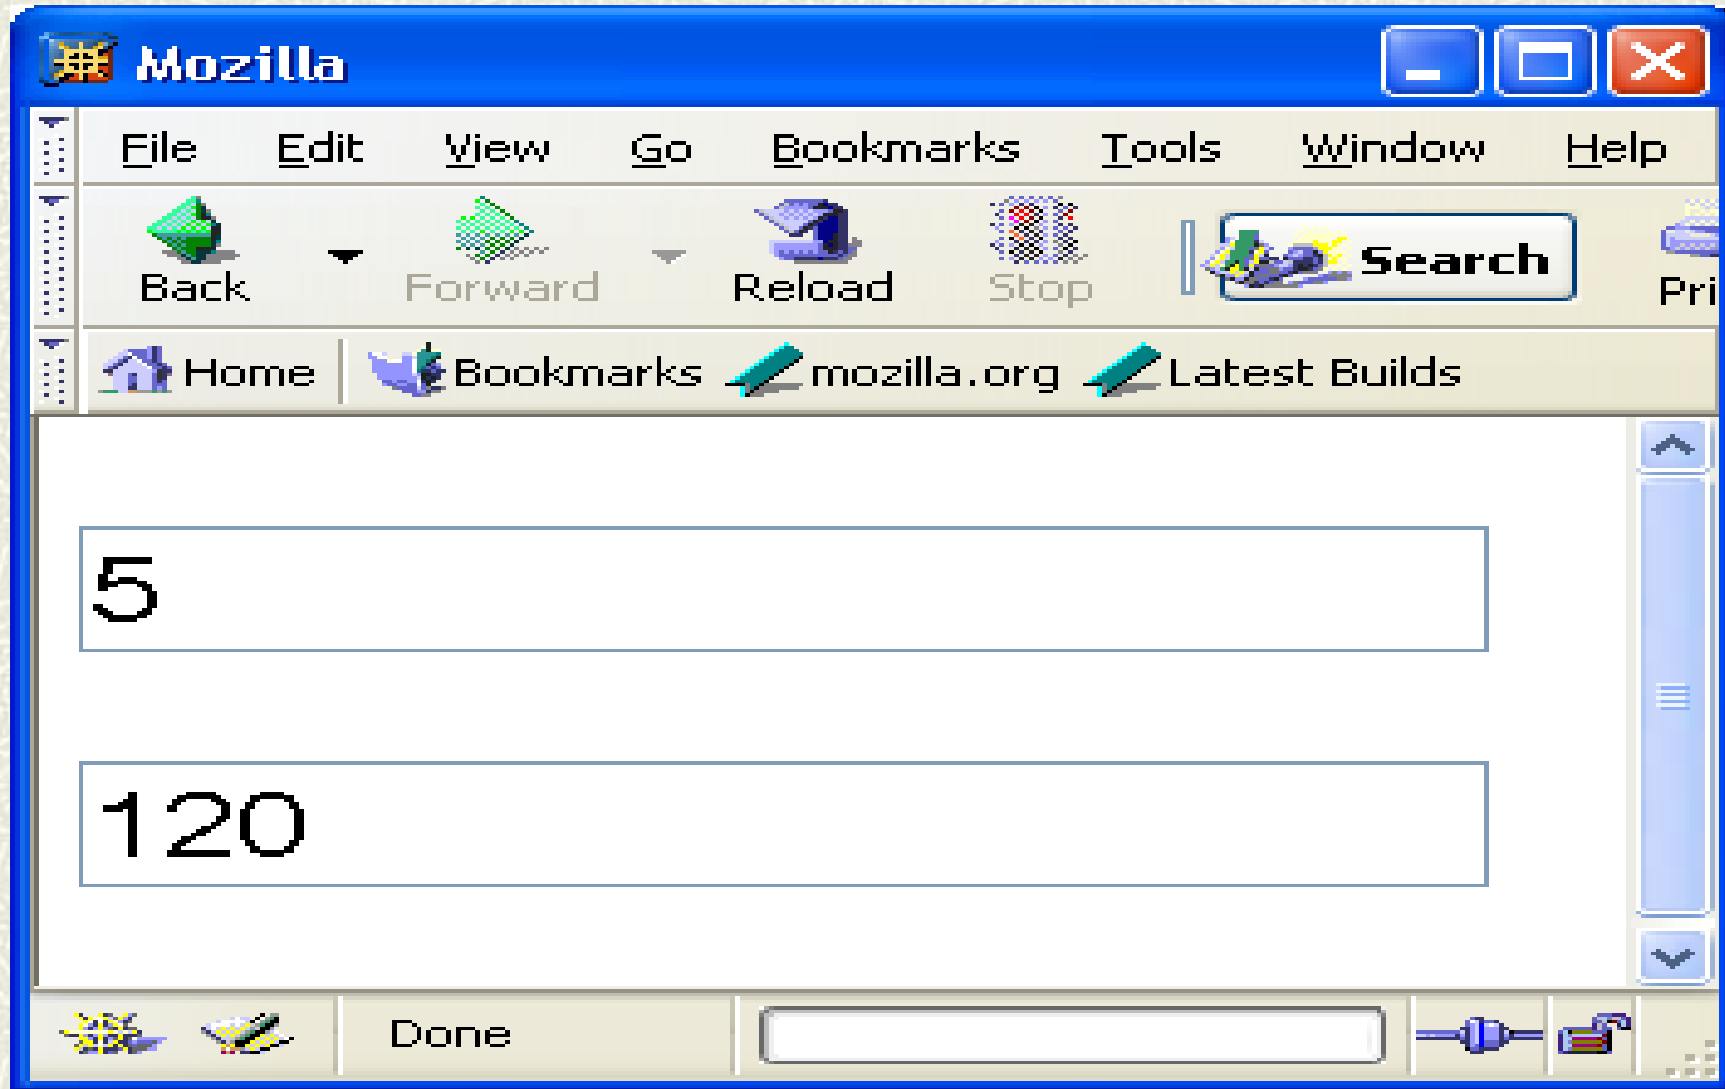 Mozilla
File Edit View Go Bookmarks Tools Window Help
Back Forward Reload Stop Search Pri
Home Bookmarks mozilla.org Latest Builds
5
120
Done